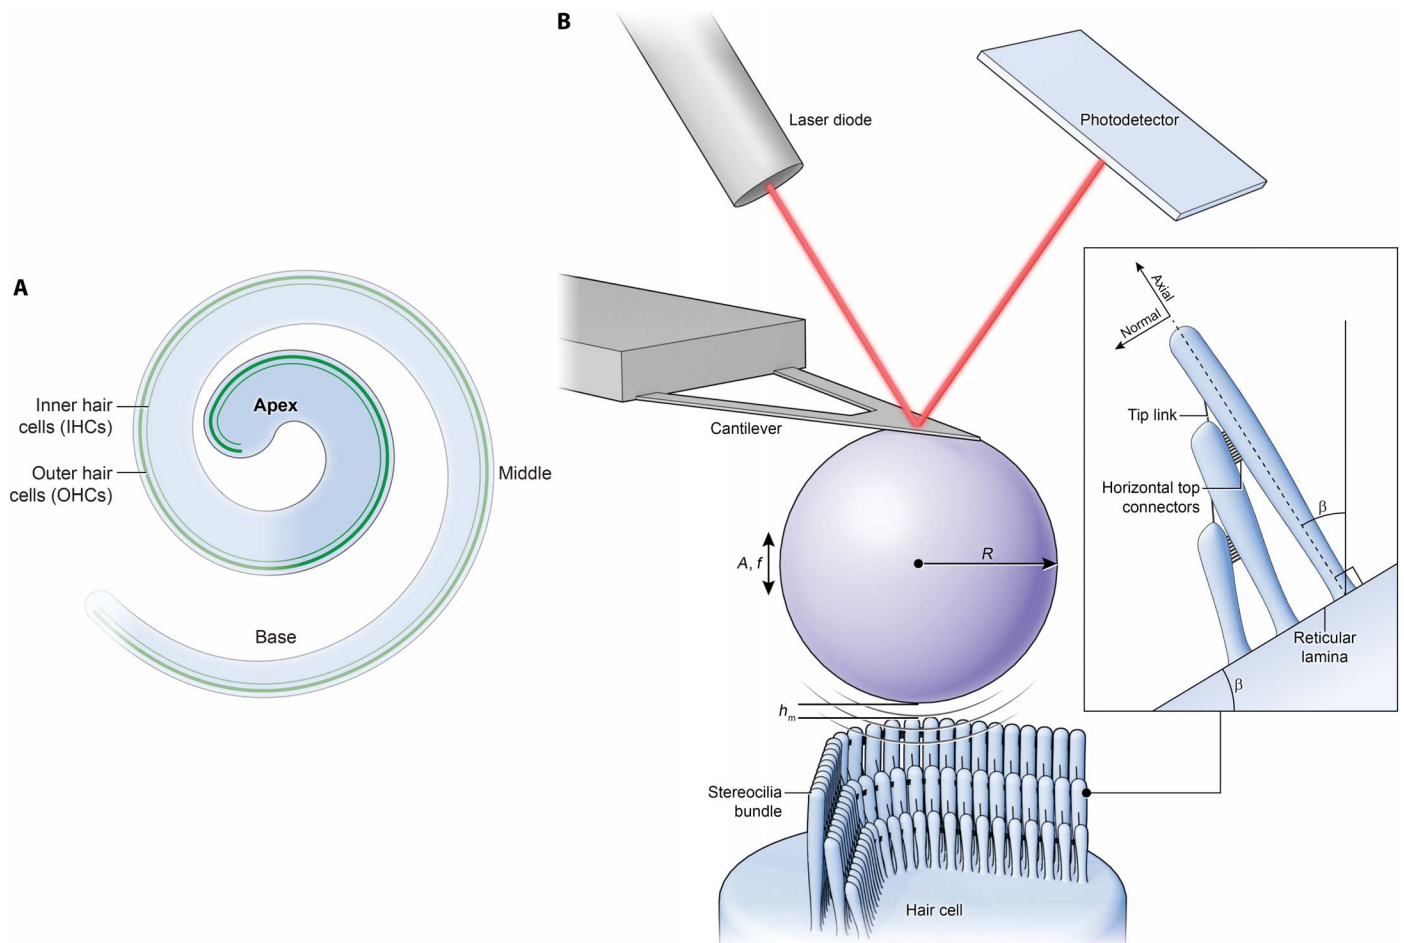 A
Inner hair
cells (IHCs)
Outer hair
cells (OHCs)
Apex
Middle
Base
B
Laser diode
Photodetector
Cantilever
A, f
R
hm
Stereocilia
bundle
Hair cell
Axial
Normal
Tip link
Horizontal top
connectors
β
Reticular
lamina
β